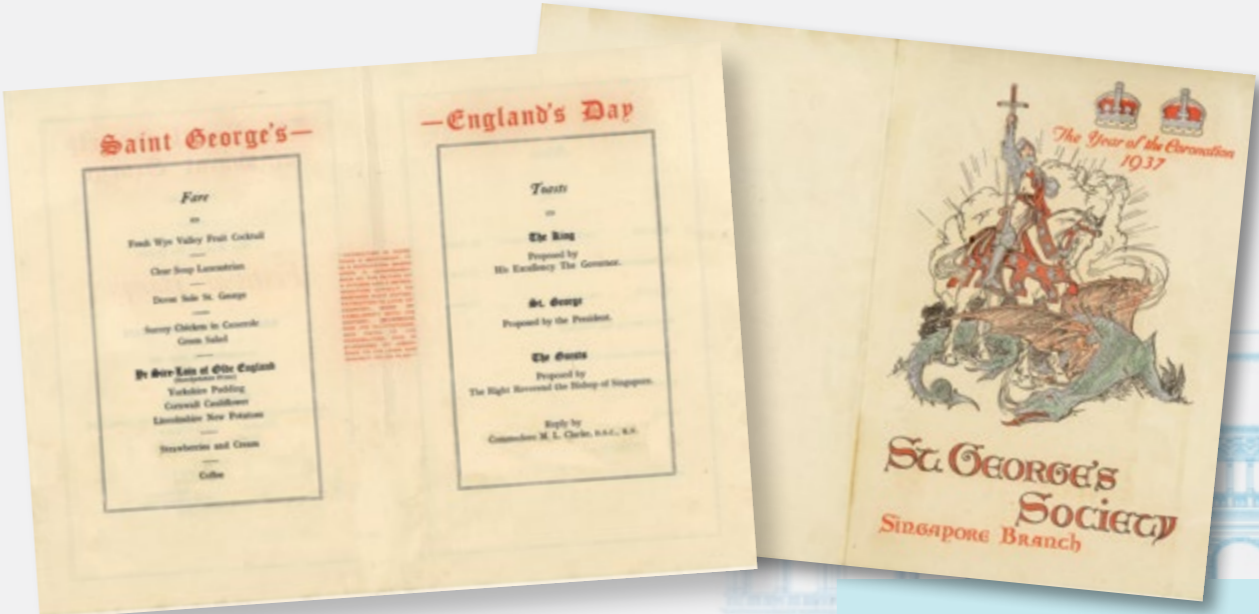 Saint George's—
Fare
Fresh Wye Valley Fruit Cocktail
Clear Soup Lancastrian
Dover Sole St. George
Surrey Chicken in Casserole
Green Salad
Ye Sire-Loin of Olde England
Yorkshire Pudding
Cornwall Cauliflower
Lincolnshire New Potatoes
Strawberries and Cream
Coffee
—England's Day
Toasts
The King
Proposed by
His Excellency The Governor.
St. George
Proposed by the President.
The Guests
Proposed by
The Right Reverend the Bishop of Singapore.
Reply by
Commodore M. L. Clarke, D.S.C., R.N.
The Year of the Coronation
1937
St. George's
Society
Singapore Branch